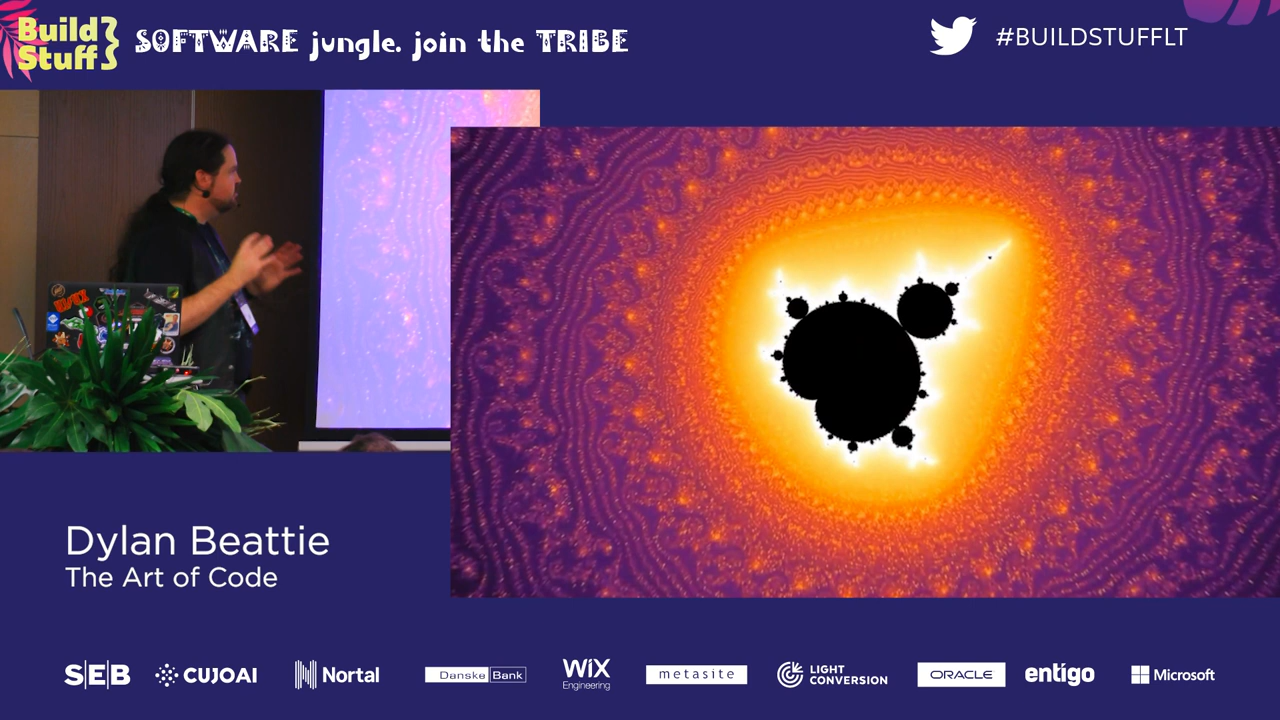 Build
Stuff
SOFTWARE jungle. join the TRIBE
#BUILDSTUFFLT
Dylan Beattie
The Art of Code
SEB
CUJOAI
Nortal
Danske Bank
WiX
Engineering
metasite
LIGHT
CONVERSION
ORACLE
entigo
Microsoft